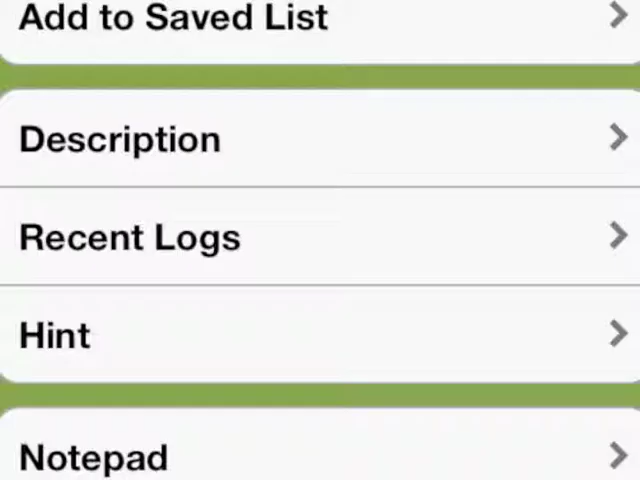 Add to Saved List
Description
Recent Logs
Hint
Notepad